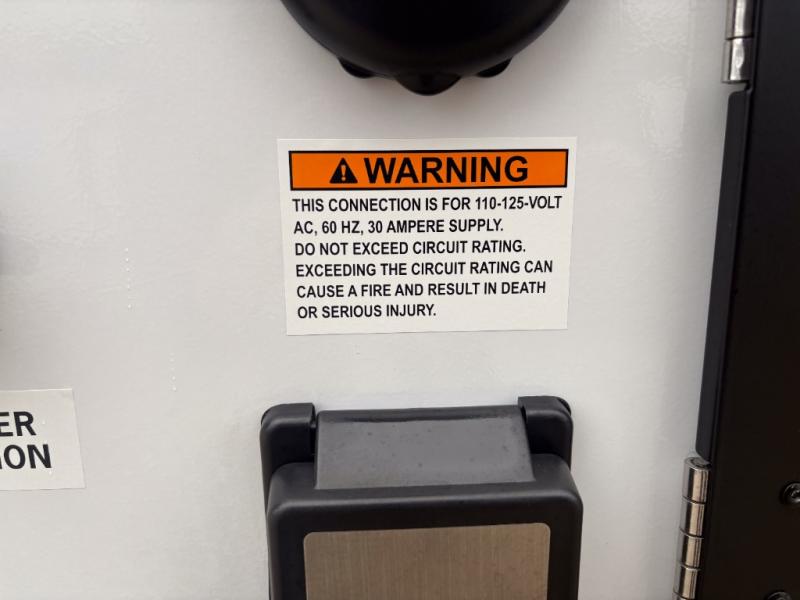 WARNING
THIS CONNECTION IS FOR 110-125-VOLT
AC, 60 HZ, 30 AMPERE SUPPLY.
DO NOT EXCEED CIRCUIT RATING.
EXCEEDING THE CIRCUIT RATING CAN
CAUSE A FIRE AND RESULT IN DEATH
OR SERIOUS INJURY.
ER
ION